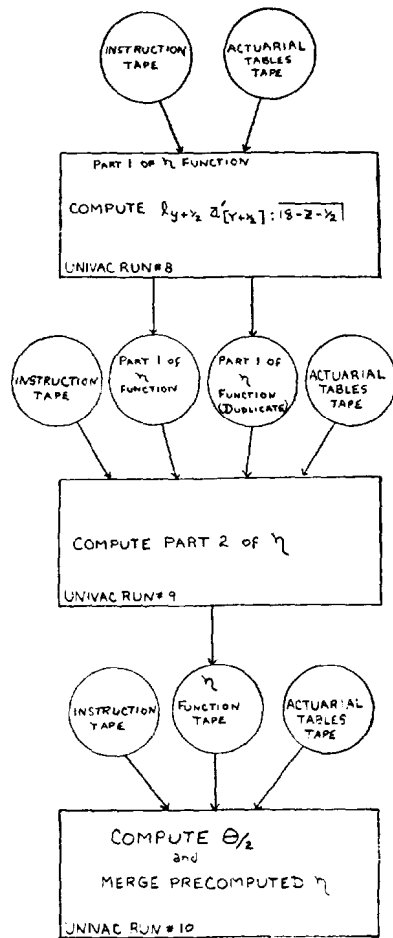 INSTRUCTION
TAPE
ACTUARIAL
TABLES
TAPE
PART 1 OF η FUNCTION
COMPUTE ly+½ ā′[y+½]:18-z-½|
UNIVAC RUN#8
INSTRUCTION
TAPE
PART 1 OF
η
FUNCTION
PART 1 OF
η
FUNCTION
(DUPLICATE)
ACTUARIAL
TABLES
TAPE
COMPUTE PART 2 OF η
UNIVAC RUN# 9
INSTRUCTION
TAPE
η
FUNCTION
TAPE
ACTUARIAL
TABLES
TAPE
COMPUTE Θ/2
and
MERGE PRECOMPUTED η
UNIVAC RUN #10